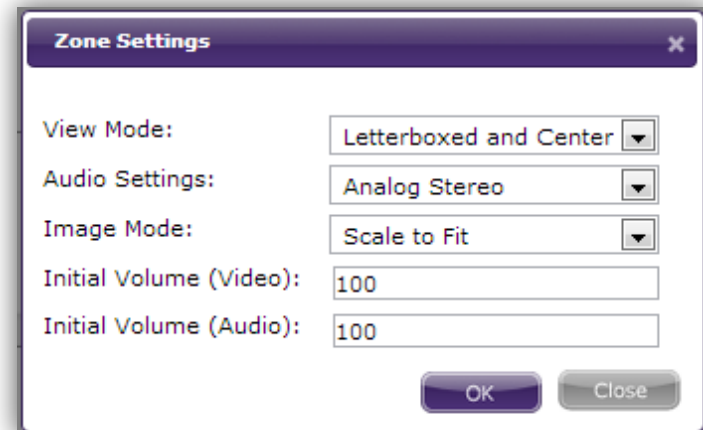 Zone Settings
View Mode: Letterboxed and Center
Audio Settings: Analog Stereo
Image Mode: Scale to Fit
Initial Volume (Video): 100
Initial Volume (Audio): 100
OK Close